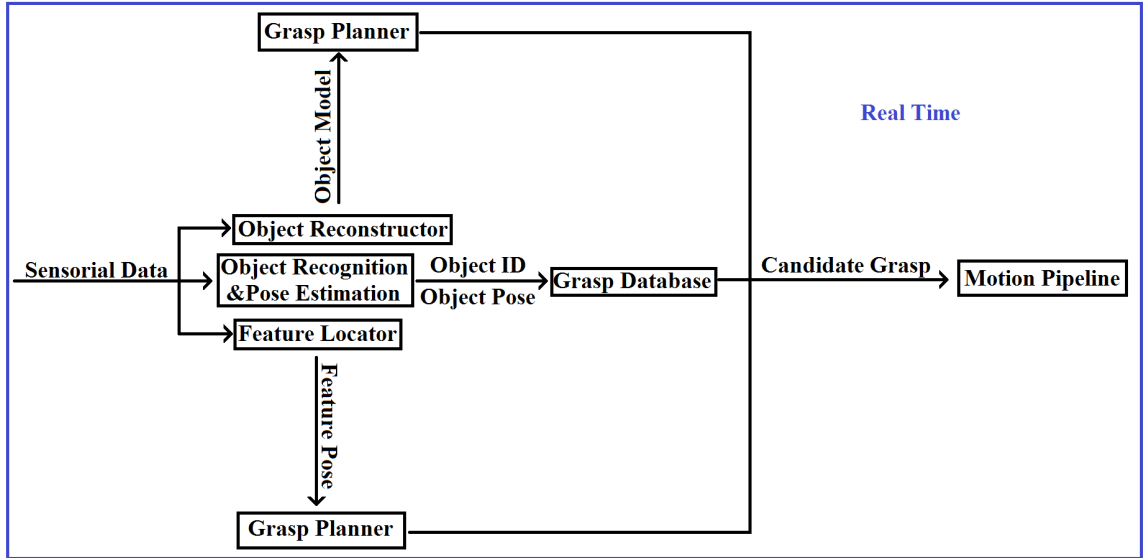 Grasp Planner
Real Time
Object Model
Object Reconstructor
Sensorial Data
Object Recognition
&Pose Estimation
Object ID
Object Pose
Grasp Database
Candidate Grasp
Motion Pipeline
Feature Locator
Feature Pose
Grasp Planner